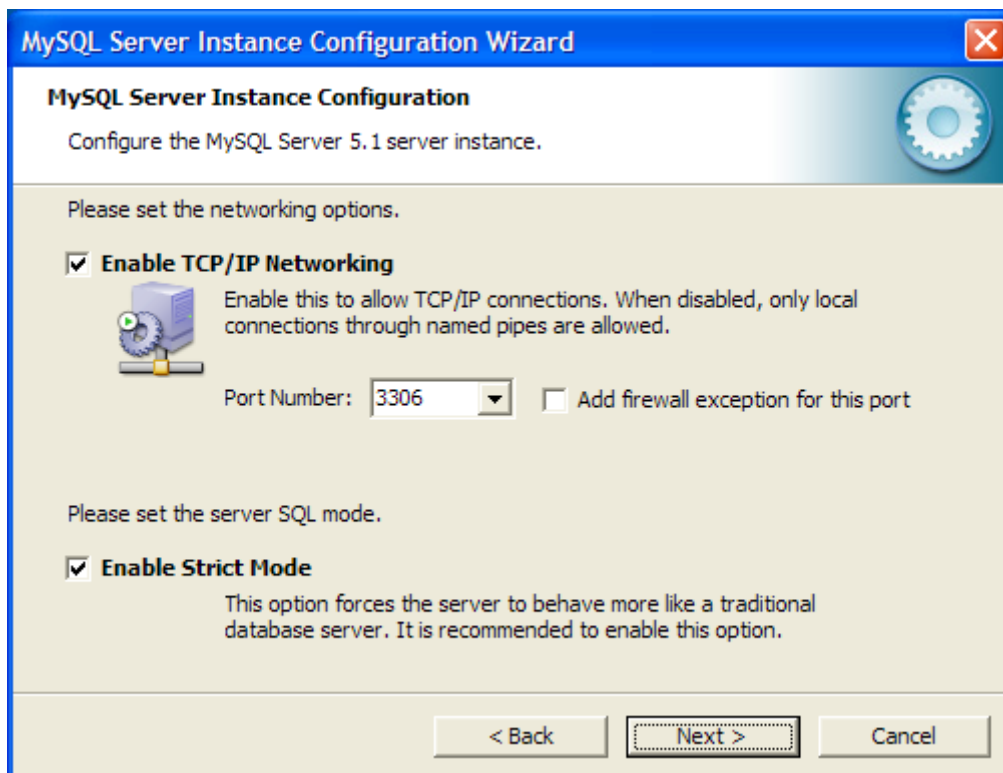 MySQL Server Instance Configuration Wizard
MySQL Server Instance Configuration
Configure the MySQL Server 5.1 server instance.
Please set the networking options.
Enable TCP/IP Networking
Enable this to allow TCP/IP connections. When disabled, only local
connections through named pipes are allowed.
Port Number: 3306 Add firewall exception for this port
Please set the server SQL mode.
Enable Strict Mode
This option forces the server to behave more like a traditional
database server. It is recommended to enable this option.
< Back Next > Cancel